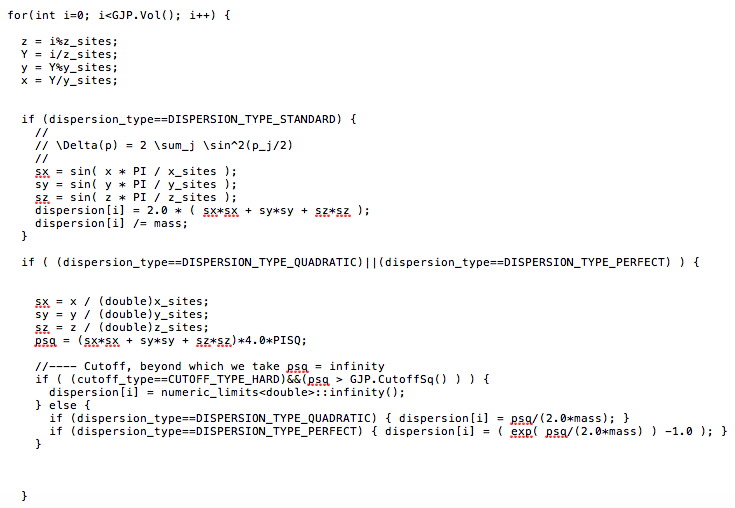 for(int i=0; i<GJP.Vol(); i++) {
z = i%z_sites;
Y = i/z_sites;
y = Y%y_sites;
x = Y/y_sites;
if (dispersion_type==DISPERSION_TYPE_STANDARD) {
//
// \Delta(p) = 2 \sum_j \sin^2(p_j/2)
//
sx = sin( x * PI / x_sites );
sy = sin( y * PI / y_sites );
sz = sin( z * PI / z_sites );
dispersion[i] = 2.0 * ( sx*sx + sy*sy + sz*sz );
dispersion[i] /= mass;
}
if ( (dispersion_type==DISPERSION_TYPE_QUADRATIC)||(dispersion_type==DISPERSION_TYPE_PERFECT) ) {
sx = x / (double)x_sites;
sy = y / (double)y_sites;
sz = z / (double)z_sites;
psq = (sx*sx + sy*sy + sz*sz)*4.0*PISQ;
//---- Cutoff, beyond which we take psq = infinity
if ( (cutoff_type==CUTOFF_TYPE_HARD)&&(psq > GJP.CutoffSq() ) ) {
dispersion[i] = numeric_limits<double>::infinity();
} else {
if (dispersion_type==DISPERSION_TYPE_QUADRATIC) { dispersion[i] = psq/(2.0*mass); }
if (dispersion_type==DISPERSION_TYPE_PERFECT) { dispersion[i] = ( exp( psq/(2.0*mass) ) -1.0 ); }
}
}